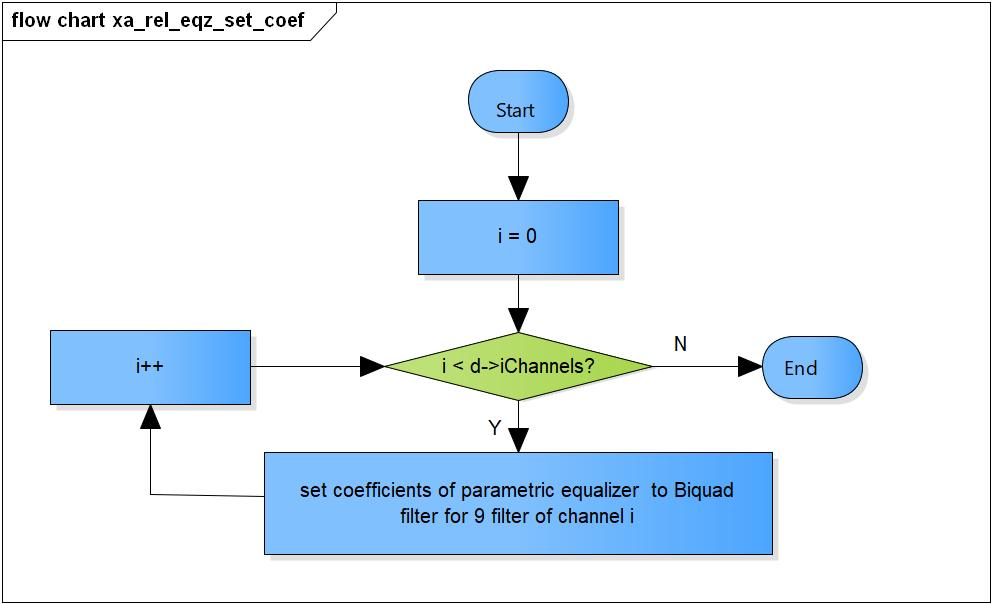 flow chart xa_rel_eqz_set_coef
Start
i = 0
i++
i < d->iChannels?
N
End
Y
set coefficients of parametric equalizer  to Biquad
filter for 9 filter of channel i